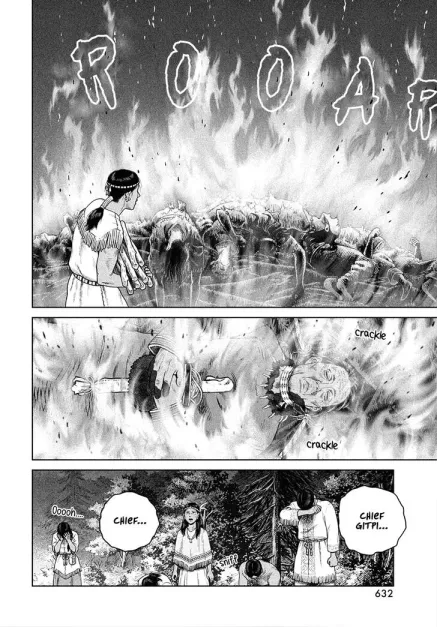 ROOAR
crackle
crackle
Ooooh...
CHIEF...
sniff
CHIEF
GITPI...
632